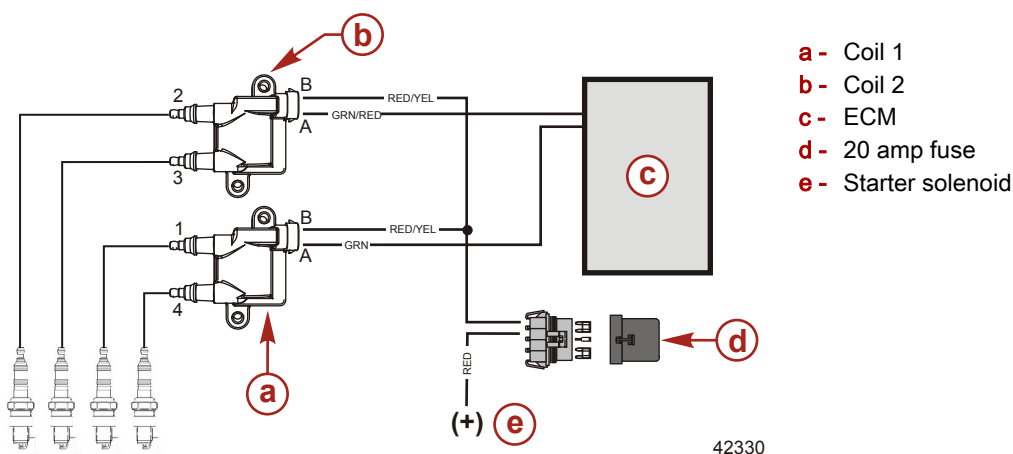 b
a - Coil 1
b - Coil 2
c - ECM
d - 20 amp fuse
e - Starter solenoid
2
B
RED/YEL
GRN/RED
A
3
c
1
B
RED/YEL
GRN
A
4
d
RED
a
(+) e
42330